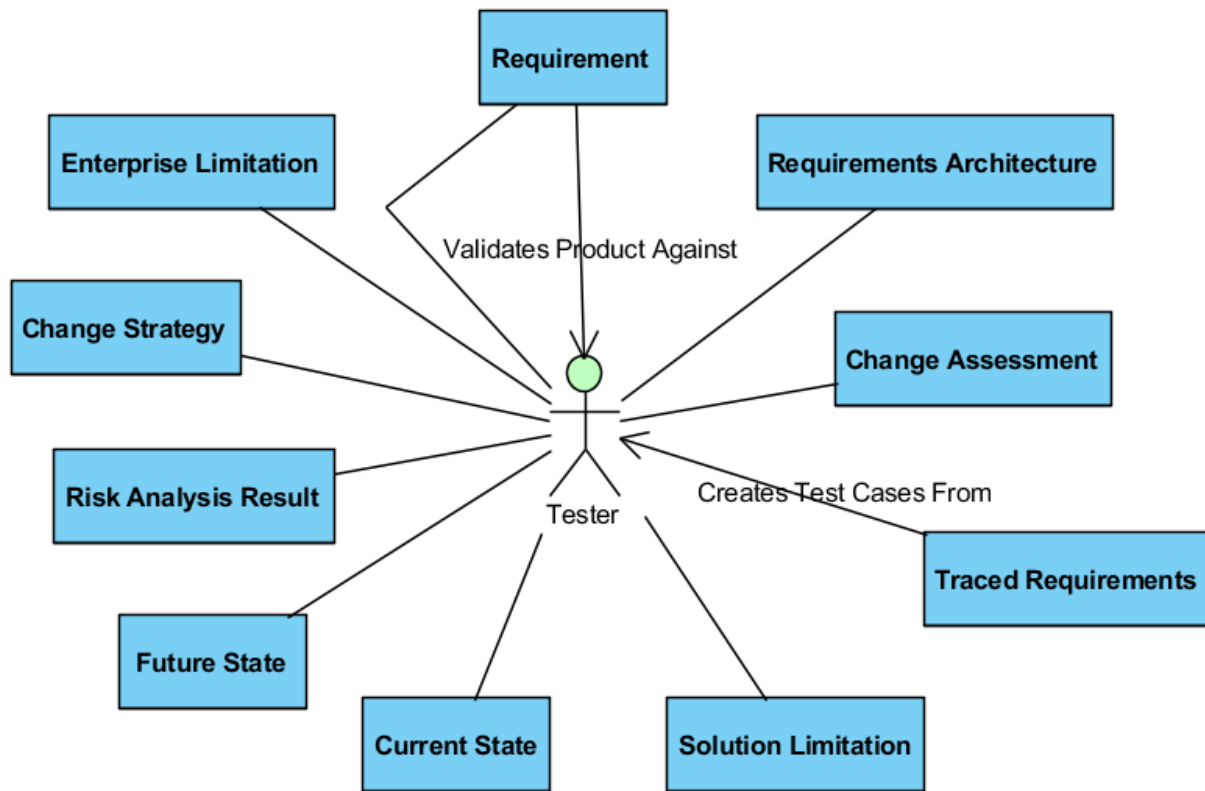 Requirement
Enterprise Limitation
Requirements Architecture
Validates Product Against
Change Strategy
Change Assessment
Risk Analysis Result
Creates Test Cases From
Tester
Traced Requirements
Future State
Current State
Solution Limitation